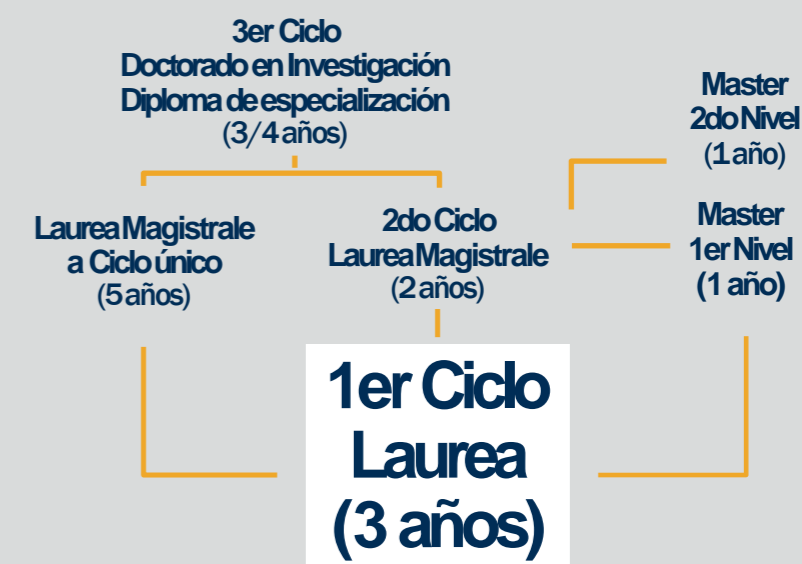 3er Ciclo
Doctorado en Investigación
Diploma de especialización
(3/4 años)
Master
2do Nivel
(1 año)
Laurea Magistrale
a Ciclo único
(5 años)
2do Ciclo
Laurea Magistrale
(2 años)
Master
1er Nivel
(1 año)
1er Ciclo
Laurea
(3 años)